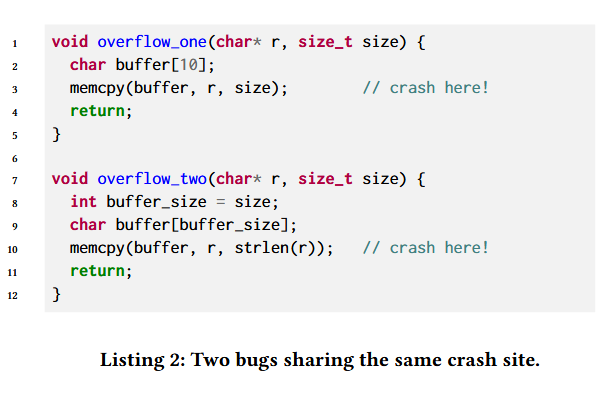 1 void overflow_one(char* r, size_t size) {
2 char buffer[10];
3 memcpy(buffer, r, size); // crash here!
4 return;
5 }
6
7 void overflow_two(char* r, size_t size) {
8 int buffer_size = size;
9 char buffer[buffer_size];
10 memcpy(buffer, r, strlen(r)); // crash here!
11 return;
12 }
Listing 2: Two bugs sharing the same crash site.